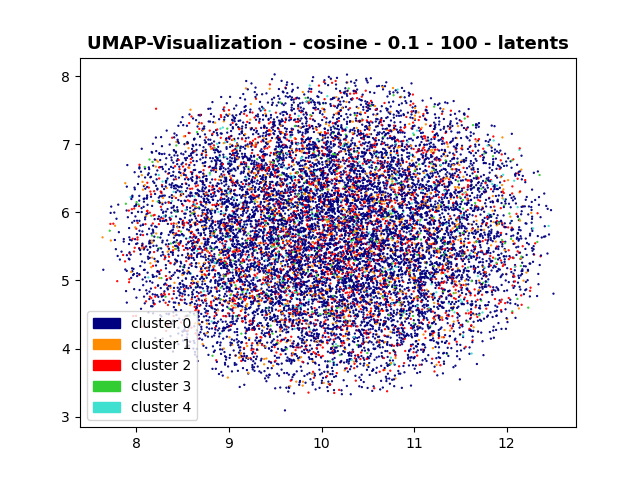 UMAP-Visualization - cosine - 0.1 - 100 - latents
8
7
6
5
4
3
cluster 0
cluster 1
cluster 2
cluster 3
cluster 4
8 9 10 11 12